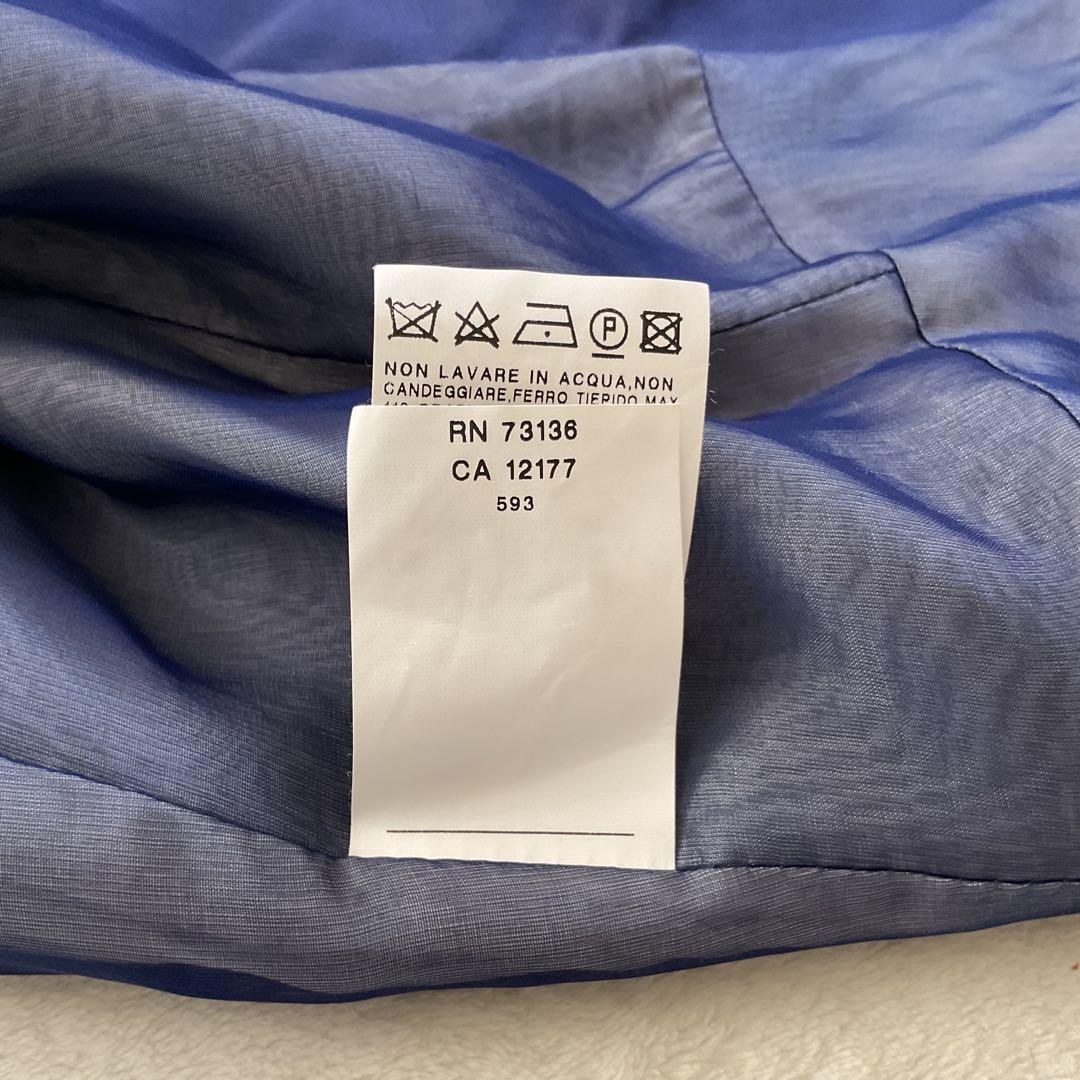 P
NON LAVARE IN ACQUA,NON
CANDEGGIARE,FERRO TIEPIDO MAX
RN 73136
CA 12177
593